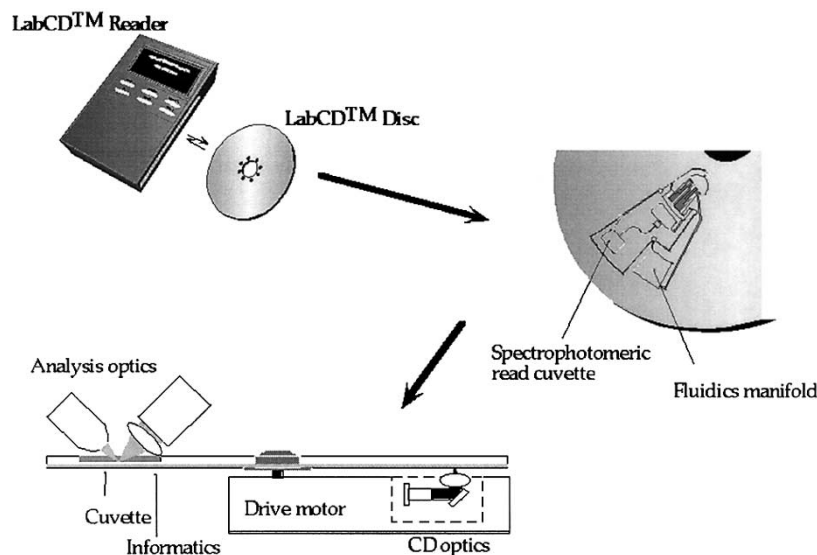 LabCD™ Reader
LabCD™ Disc
Spectrophotomeric
read cuvette
Fluidics manifold
Analysis optics
Cuvette
Informatics
Drive motor
CD optics